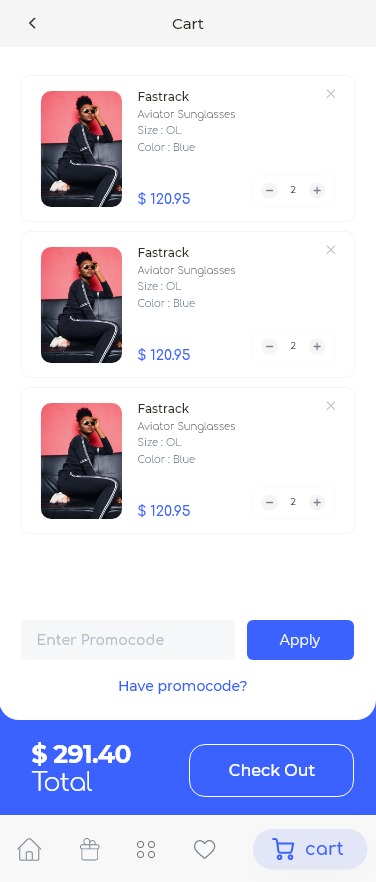 Cart
Fastrack
Aviator Sunglasses
Size : OL
Color : Blue
$ 120.95
2
Fastrack
Aviator Sunglasses
Size : OL
Color : Blue
$ 120.95
2
Fastrack
Aviator Sunglasses
Size : OL
Color : Blue
$ 120.95
2
Enter Promocode
Apply
Have promocode?
$ 291.40
Total
Check Out
cart